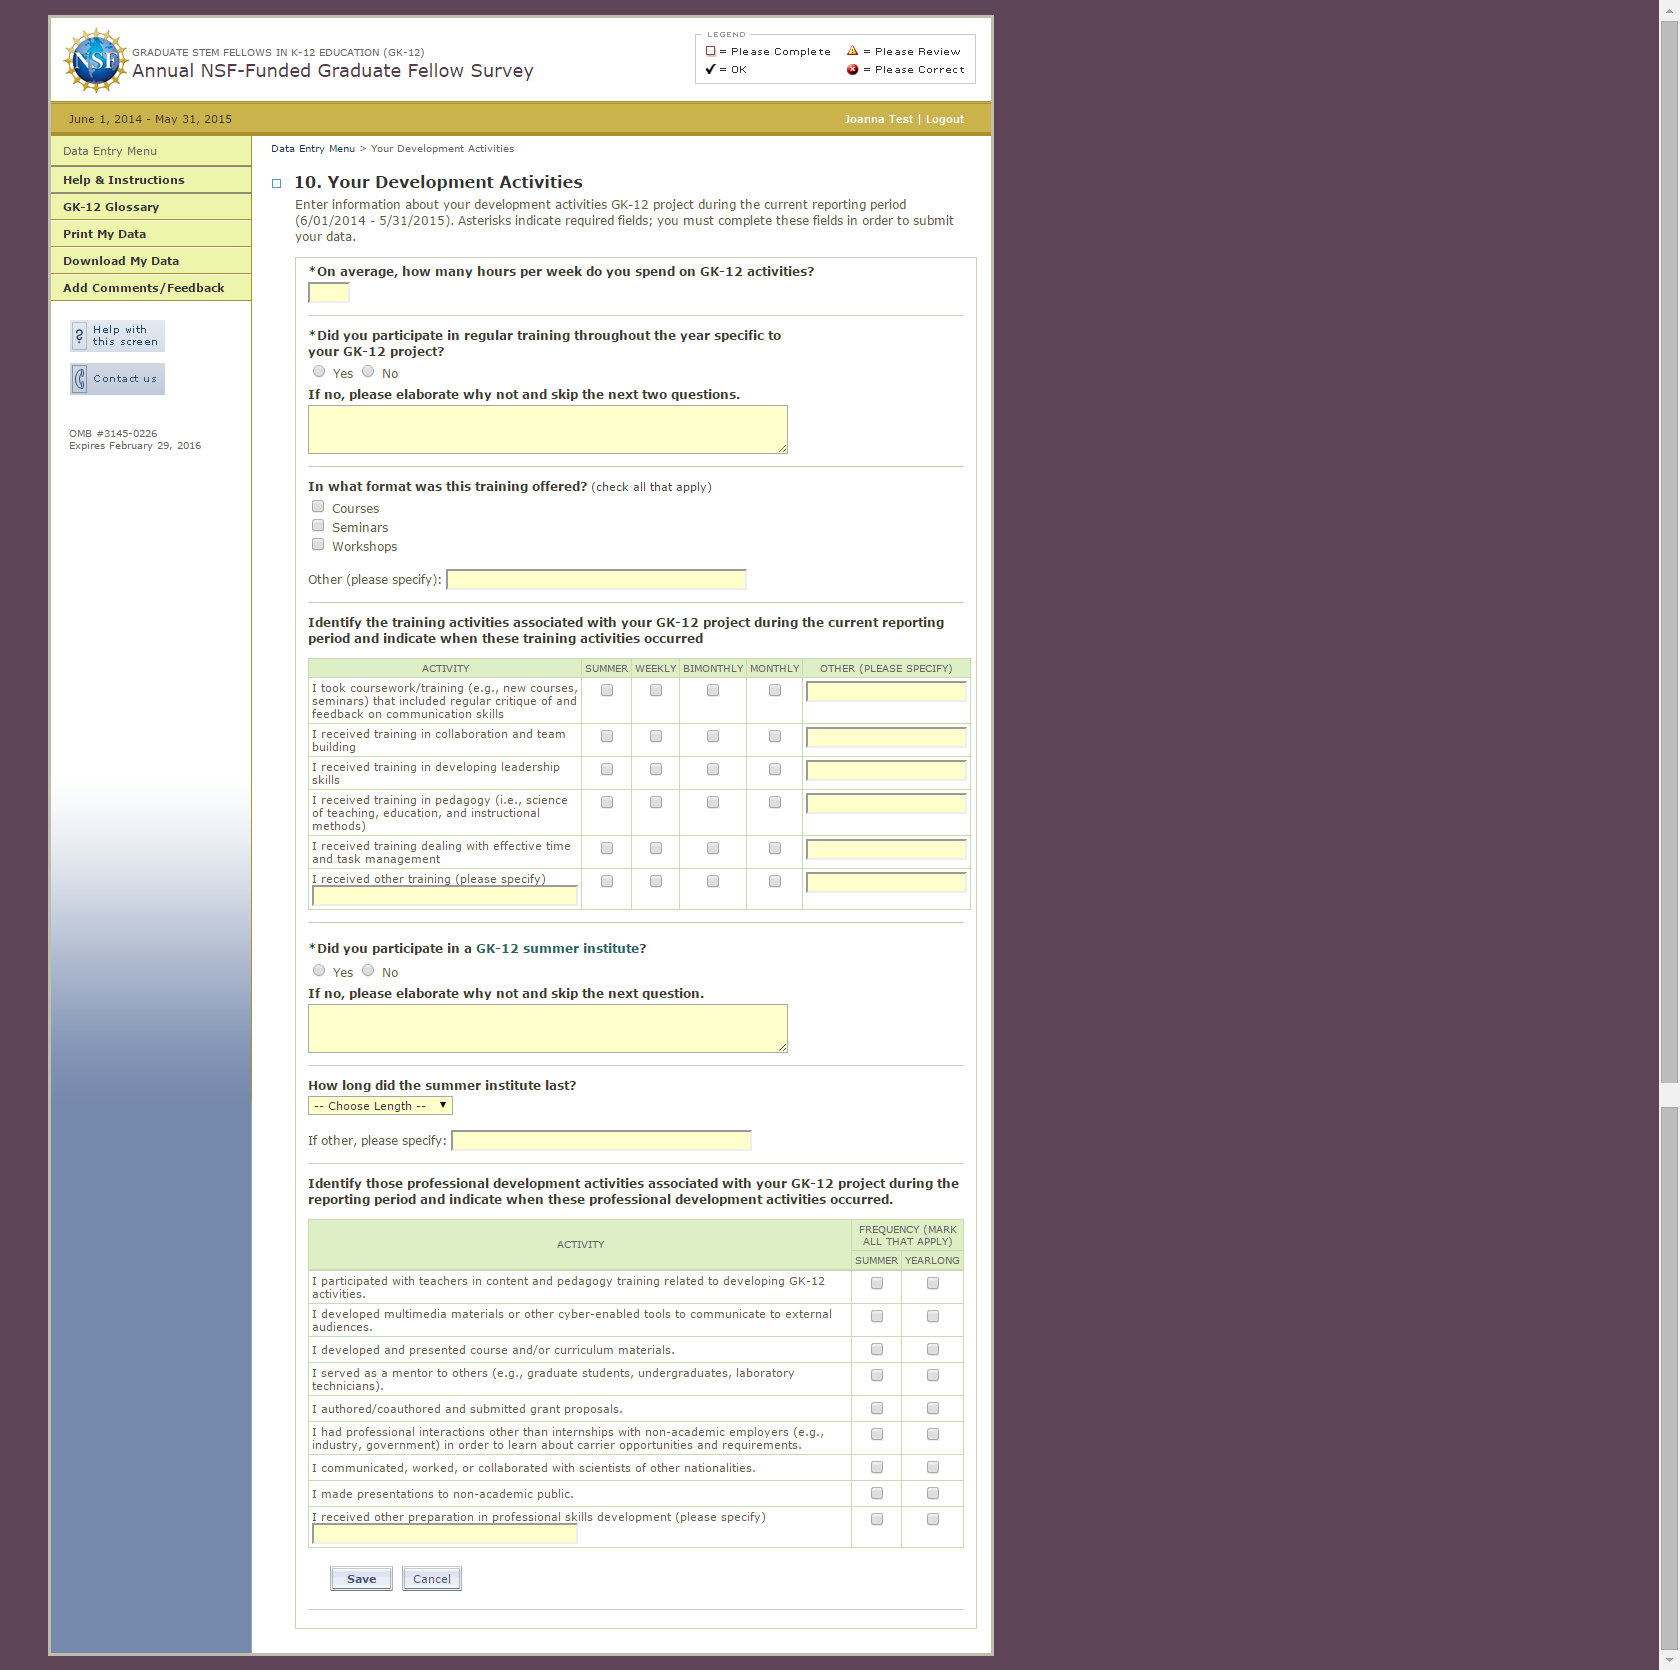 NSF
GRADUATE STEM FELLOWS IN K-12 EDUCATION (GK-12)
Annual NSF-Funded Graduate Fellow Survey
LEGEND
= Please Complete
= Please Review
= OK
= Please Correct
June 1, 2014 - May 31, 2015
Joanna Test | Logout
Data Entry Menu
Help & Instructions
GK-12 Glossary
Print My Data
Download My Data
Add Comments/Feedback
? Help with
this screen
Contact us
OMB #3145-0226
Expires February 29, 2016
Data Entry Menu > Your Development Activities
10. Your Development Activities
Enter information about your development activities GK-12 project during the current reporting period
(6/01/2014 - 5/31/2015). Asterisks indicate required fields; you must complete these fields in order to submit
your data.
*On average, how many hours per week do you spend on GK-12 activities?
*Did you participate in regular training throughout the year specific to
your GK-12 project?
Yes No
If no, please elaborate why not and skip the next two questions.
In what format was this training offered? (check all that apply)
Courses
Seminars
Workshops
Other (please specify):
Identify the training activities associated with your GK-12 project during the current reporting
period and indicate when these training activities occurred
ACTIVITY SUMMER WEEKLY BIMONTHLY MONTHLY OTHER (PLEASE SPECIFY)
I took coursework/training (e.g., new courses,
seminars) that included regular critique of and
feedback on communication skills
I received training in collaboration and team
building
I received training in developing leadership
skills
I received training in pedagogy (i.e., science
of teaching, education, and instructional
methods)
I received training dealing with effective time
and task management
I received other training (please specify)
*Did you participate in a GK-12 summer institute?
Yes No
If no, please elaborate why not and skip the next question.
How long did the summer institute last?
-- Choose Length --
If other, please specify:
Identify those professional development activities associated with your GK-12 project during the
reporting period and indicate when these professional development activities occurred.
ACTIVITY
FREQUENCY (MARK
ALL THAT APPLY)
SUMMER YEARLONG
I participated with teachers in content and pedagogy training related to developing GK-12
activities.
I developed multimedia materials or other cyber-enabled tools to communicate to external
audiences.
I developed and presented course and/or curriculum materials.
I served as a mentor to others (e.g., graduate students, undergraduates, laboratory
technicians).
I authored/coauthored and submitted grant proposals.
I had professional interactions other than internships with non-academic employers (e.g.,
industry, government) in order to learn about carrier opportunities and requirements.
I communicated, worked, or collaborated with scientists of other nationalities.
I made presentations to non-academic public.
I received other preparation in professional skills development (please specify)
Save Cancel